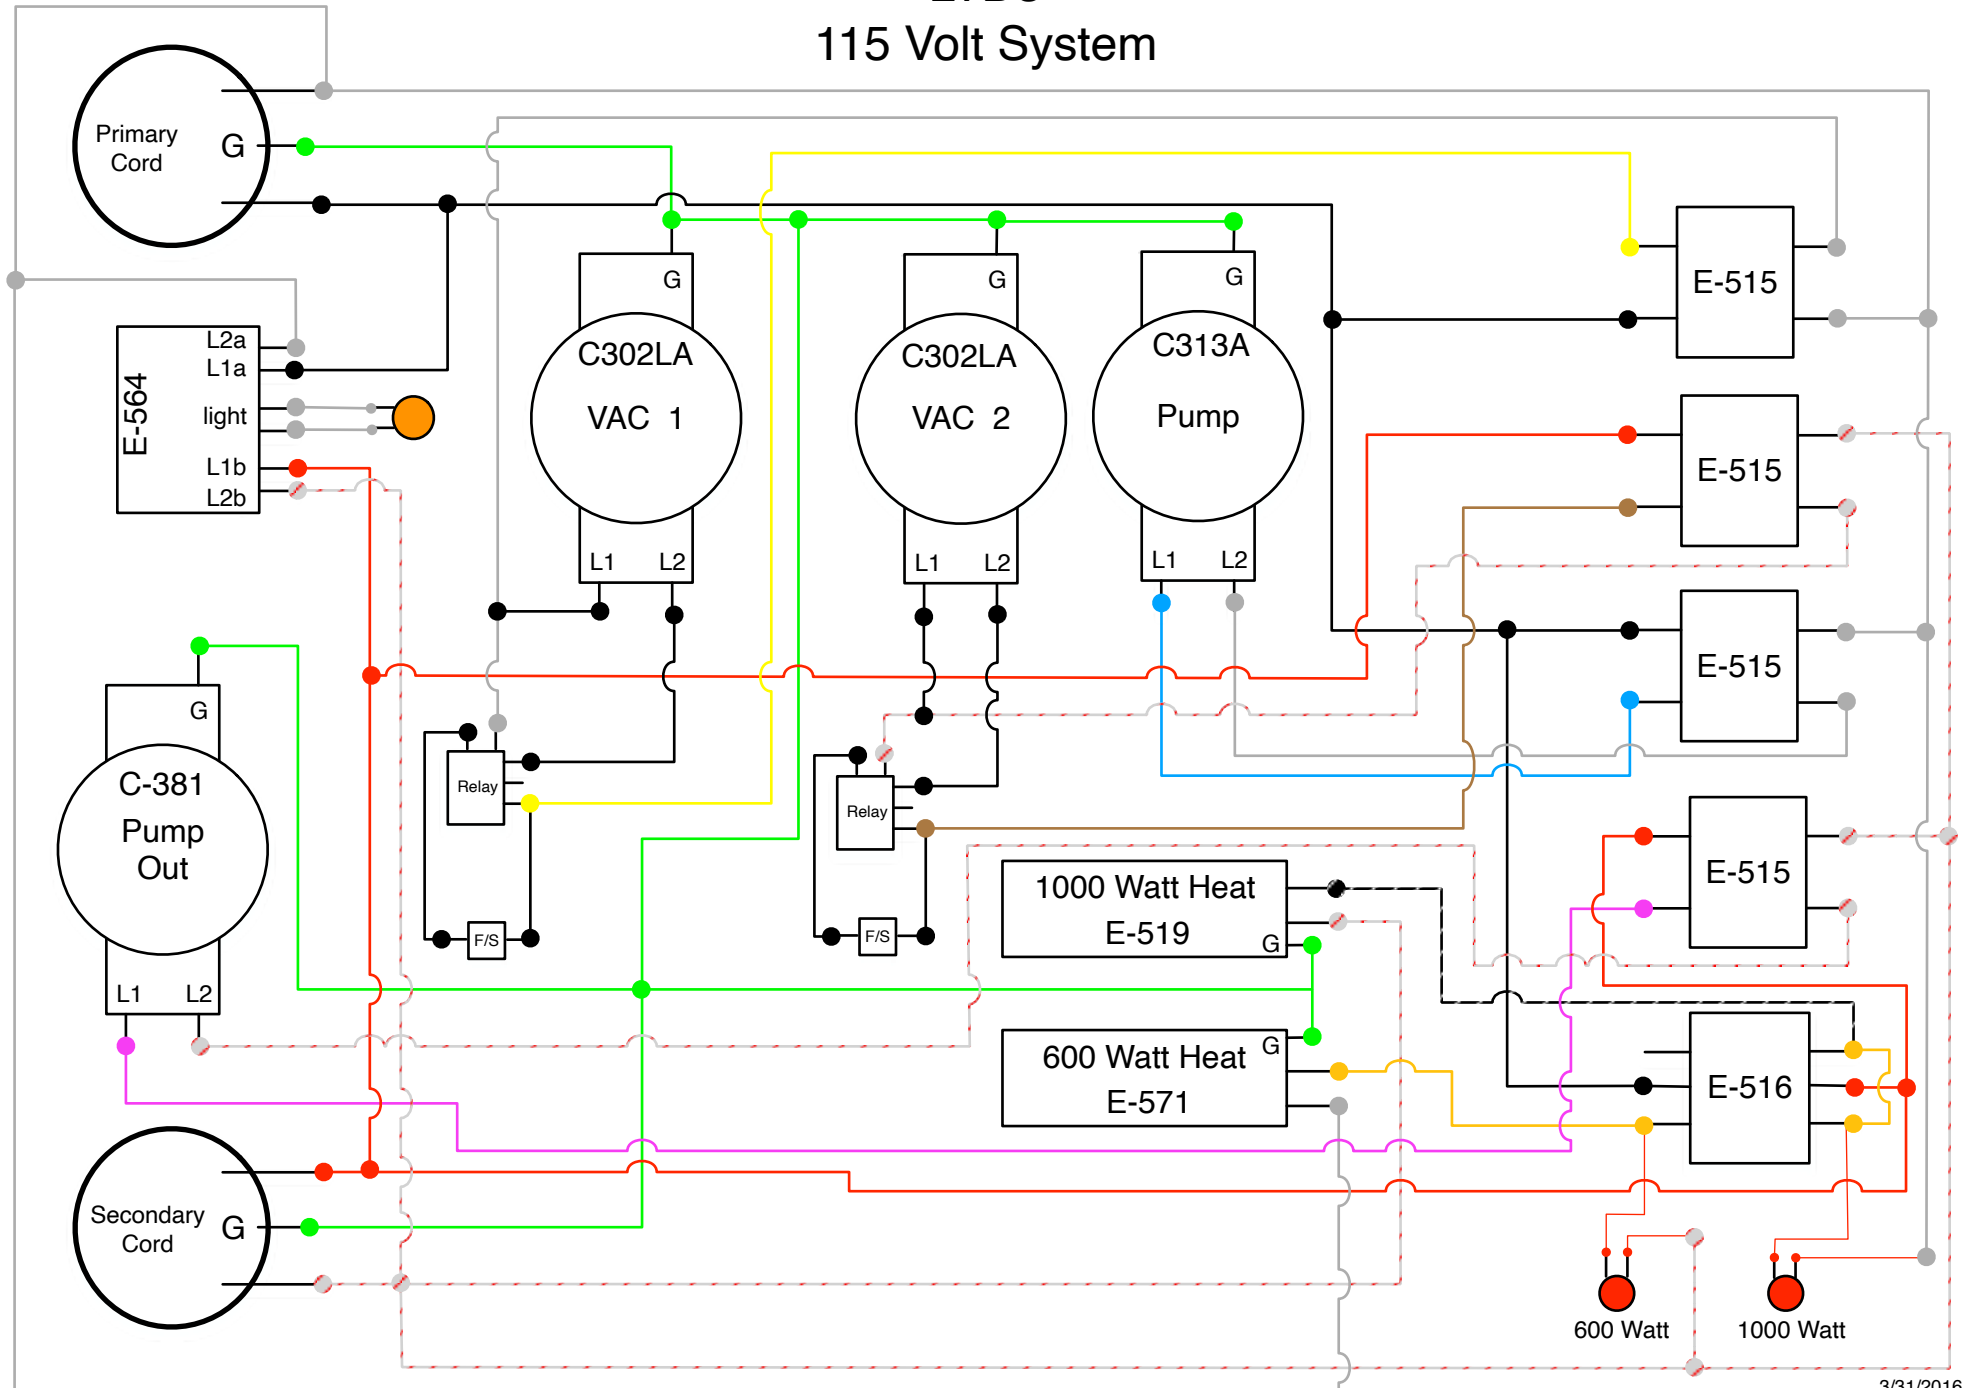 115 Volt System
Primary
Cord
G
L2a
L1a
light
L1b
L2b
E-564
G
C302LA
VAC 1
L1 L2
G
C302LA
VAC 2
L1 L2
G
C313A
Pump
L1 L2
E-515
E-515
E-515
E-515
E-516
G
C-381
Pump
Out
L1 L2
Relay
F/S
Relay
F/S
1000 Watt Heat
E-519
G
600 Watt Heat
G
E-571
Secondary
Cord
G
600 Watt
1000 Watt
3/31/2016